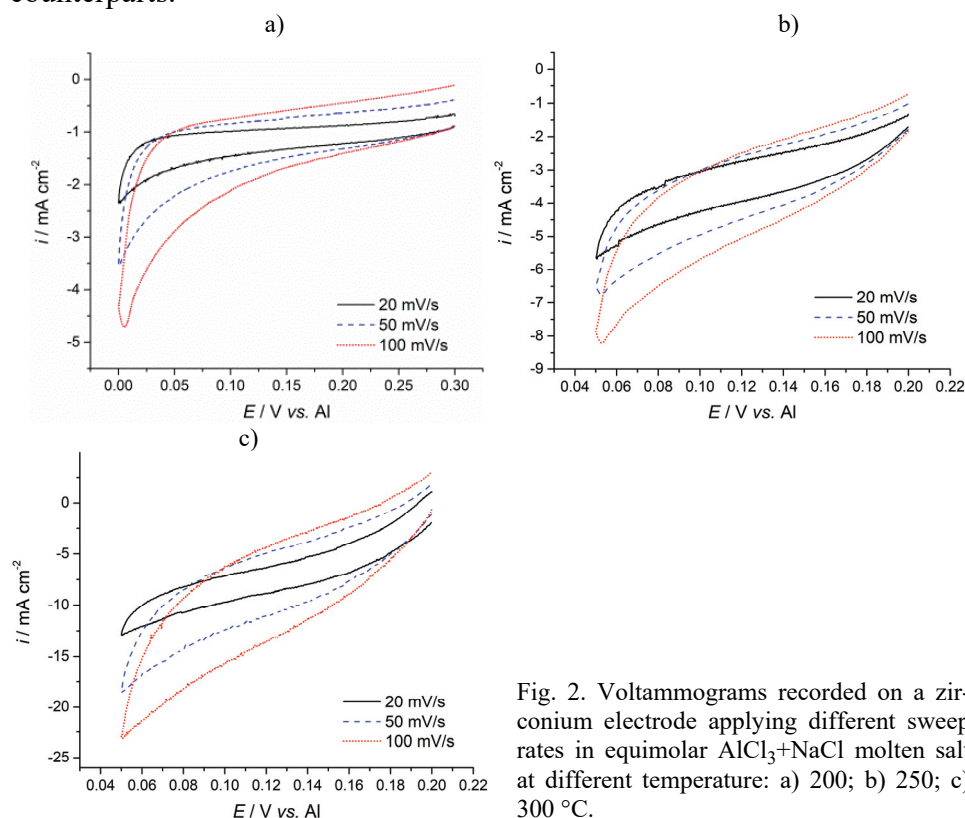 counterparts.
a)
b)
0
-1
-2
-3
-4
-5
i / mA cm⁻²
20 mV/s
50 mV/s
100 mV/s
0.00 0.05 0.10 0.15 0.20 0.25 0.30
E / V vs. Al
0
-1
-2
-3
-4
-5
-6
-7
-8
-9
i / mA cm⁻²
20 mV/s
50 mV/s
100 mV/s
0.04 0.06 0.08 0.10 0.12 0.14 0.16 0.18 0.20 0.22
E / V vs. Al
c)
0
-5
-10
-15
-20
-25
i / mA cm⁻²
20 mV/s
50 mV/s
100 mV/s
0.04 0.06 0.08 0.10 0.12 0.14 0.16 0.18 0.20 0.22
E / V vs. Al
Fig. 2. Voltammograms recorded on a zir-
conium electrode applying different sweep
rates in equimolar AlCl₃+NaCl molten salt
at different temperature: a) 200; b) 250; c)
300 °C.